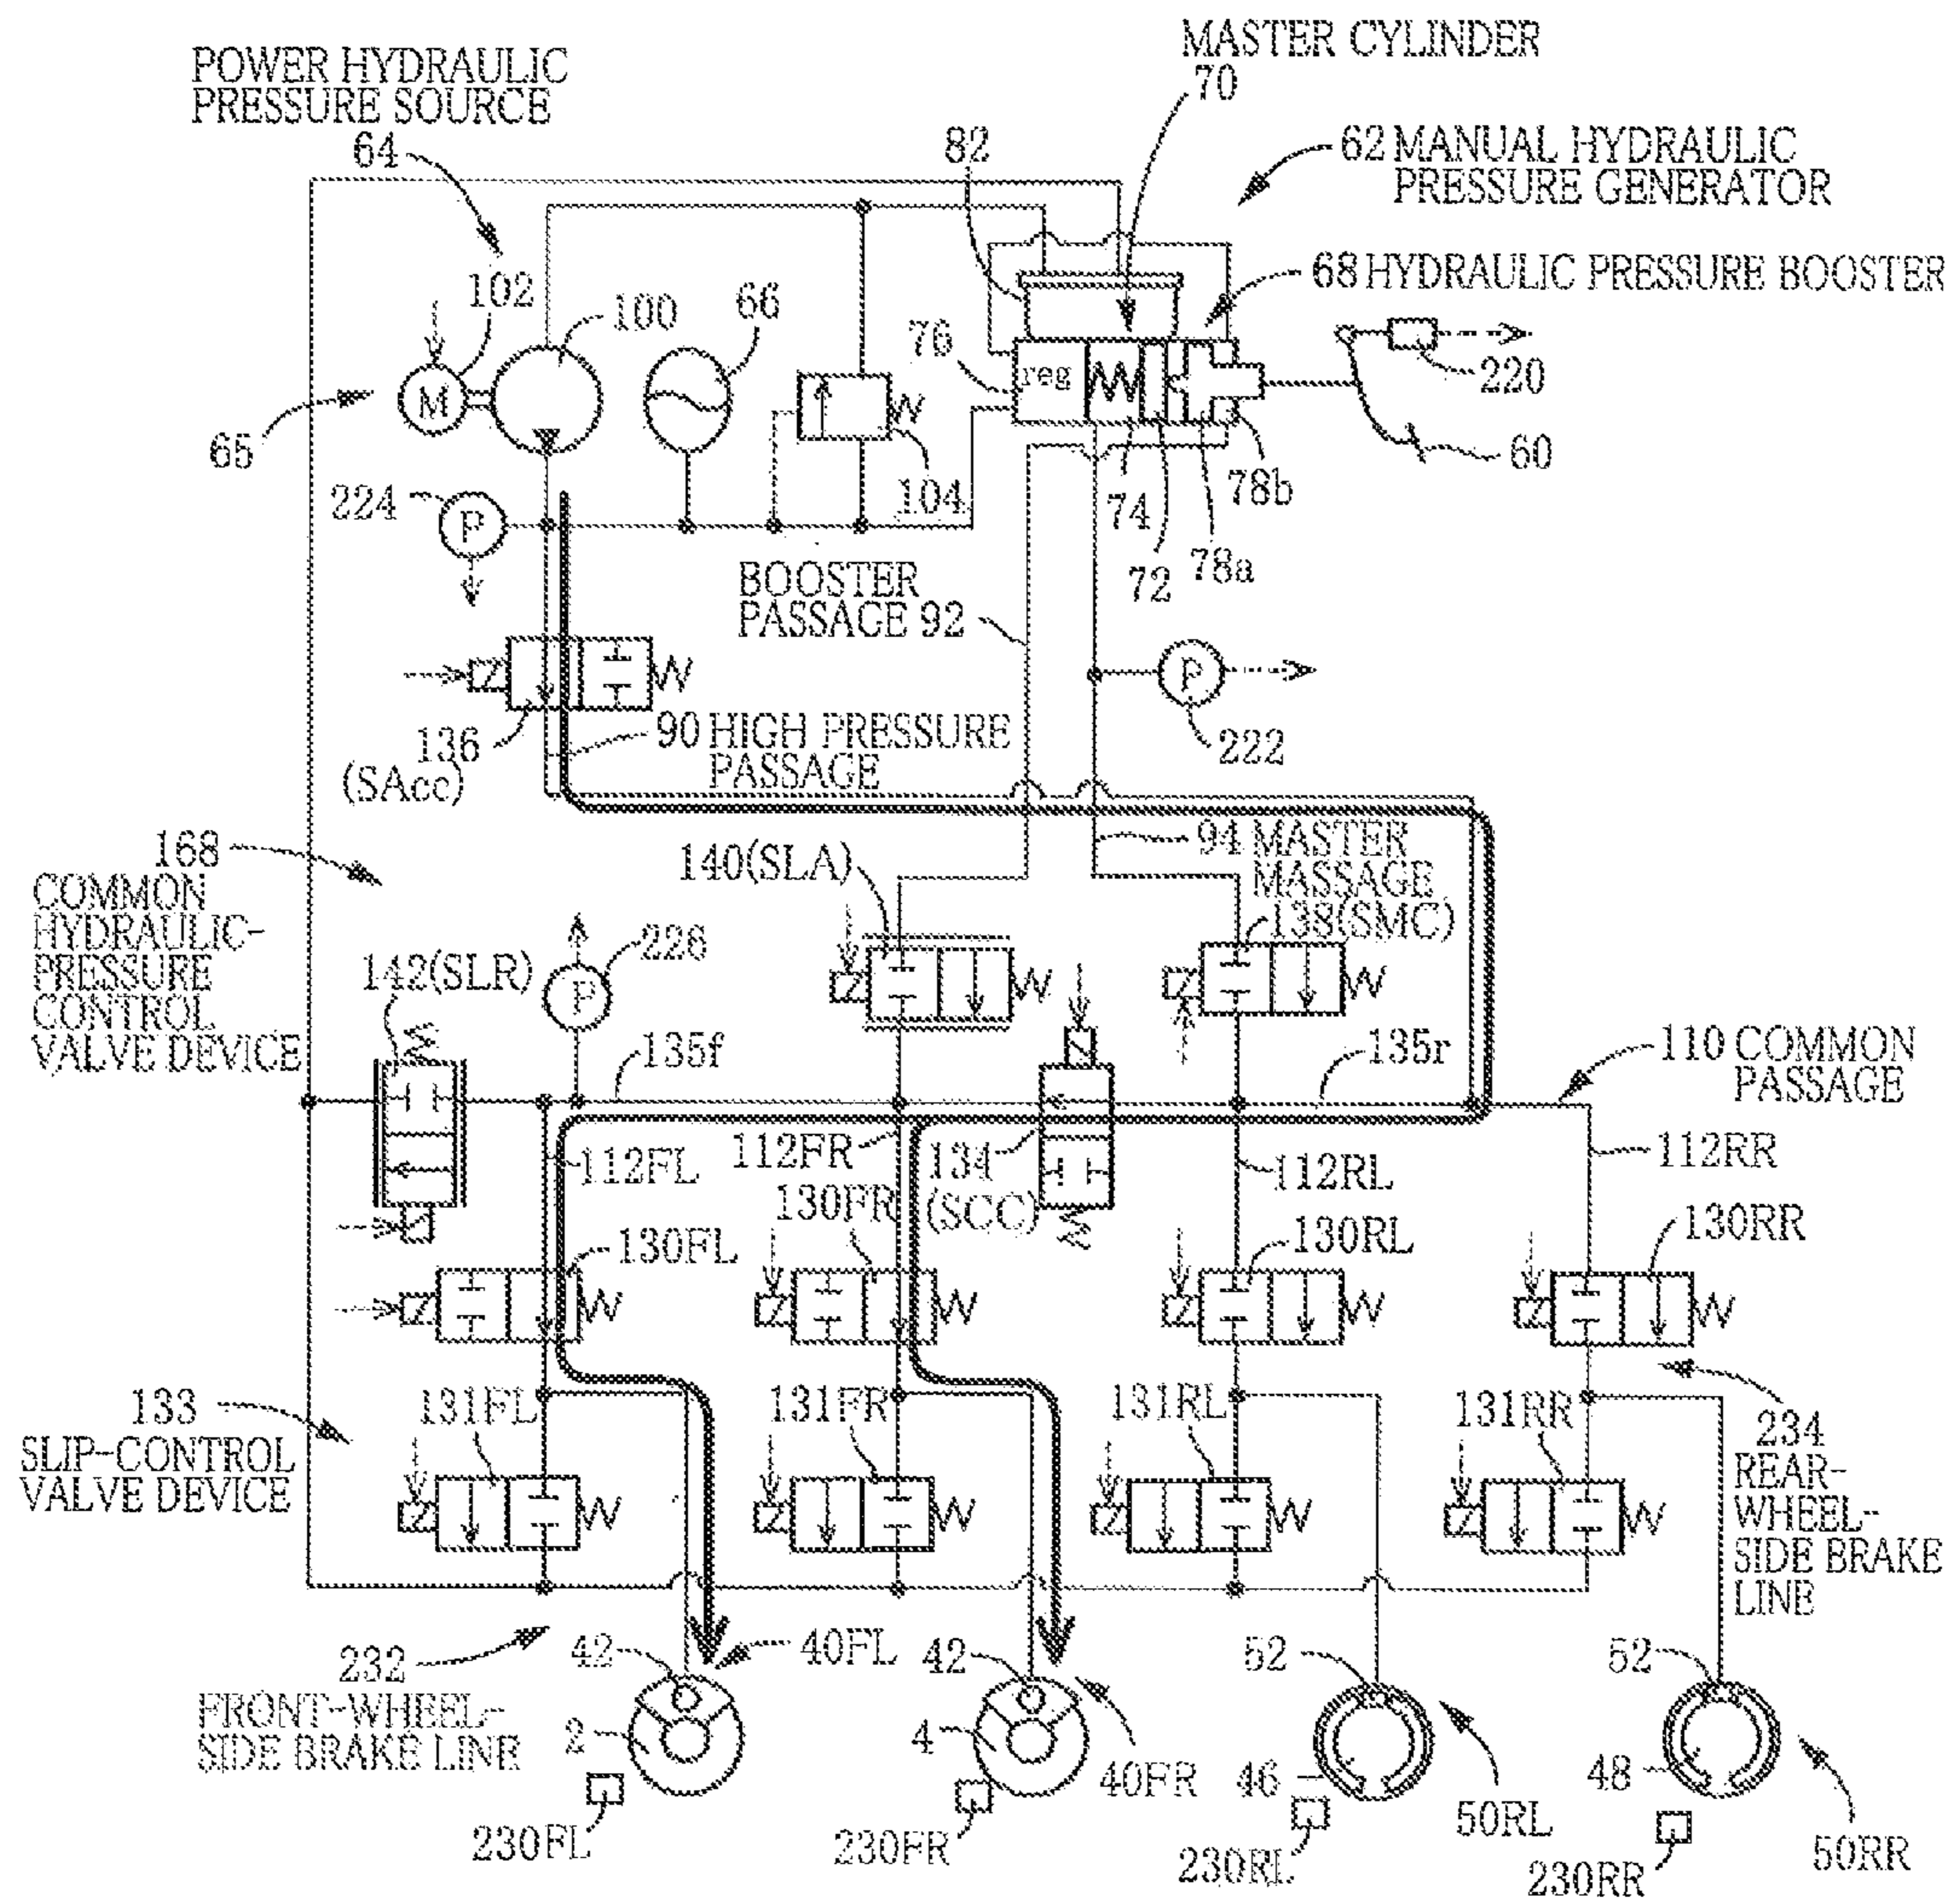 MASTER CYLINDER
70
POWER HYDRAULIC
PRESSURE SOURCE
64
82
62 MANUAL HYDRAULIC
PRESSURE GENERATOR
68 HYDRAULIC PRESSURE BOOSTER
102
100
66
76
reg
M
65
220
60
104
224
P
74
72
78a
78b
BOOSTER
PASSAGE 92
P
222
136
(SAcc)
90 HIGH PRESSURE
PASSAGE
168
COMMON
HYDRAULIC-
PRESSURE
CONTROL
VALVE DEVICE
140(SLA)
94 MASTER
MASSAGE
138(SMC)
142(SLR)
226
P
135f
135r
110 COMMON
PASSAGE
112FL
112FR
134
(SCC)
112RL
112RR
130FL
130FR
130RL
130RR
133
SLIP-CONTROL
VALVE DEVICE
131FL
131FR
131RL
131RR
234
REAR-
WHEEL-
SIDE BRAKE
LINE
232
FRONT-WHEEL-
SIDE BRAKE LINE
42
40FL
42
40FR
52
52
2
4
46
48
50RL
50RR
230FL
230FR
230RL
230RR